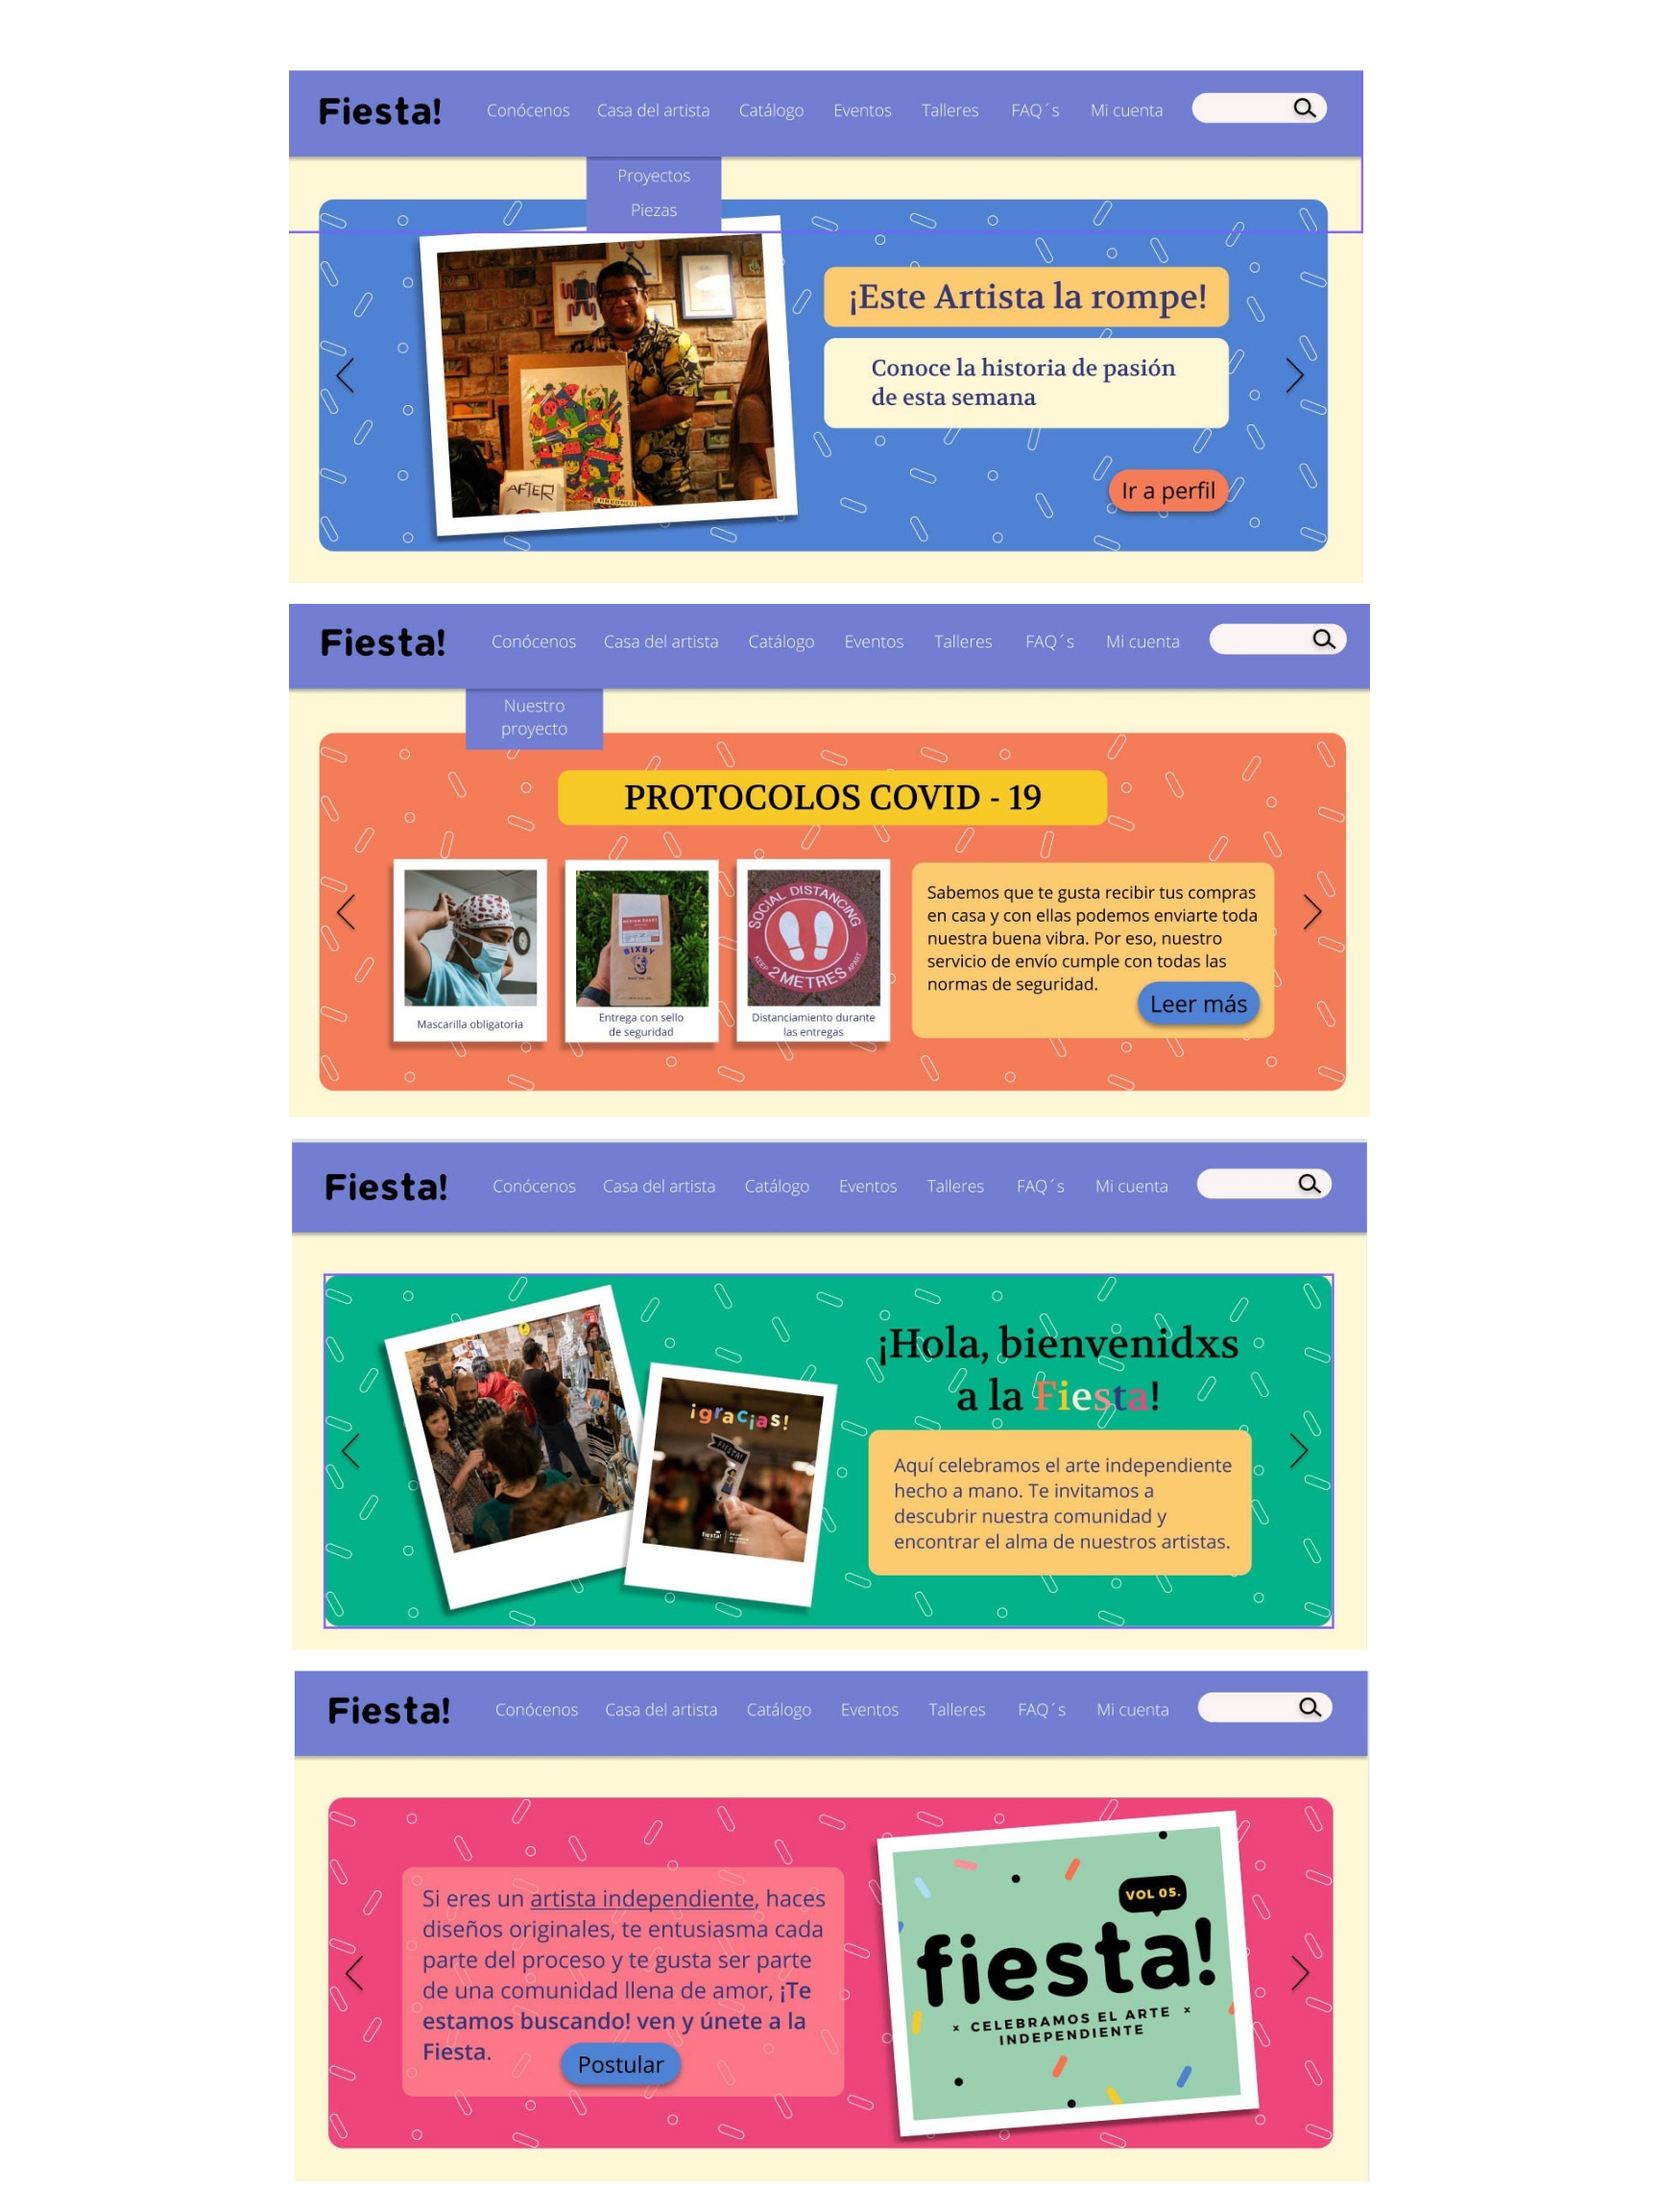 Fiesta! Conócenos Casa del artista Catálogo Eventos Talleres FAQ´s Mi cuenta
Proyectos
Piezas
¡Este Artista la rompe!
Conoce la historia de pasión
de esta semana
AFTER
Ir a perfil
Fiesta! Conócenos Casa del artista Catálogo Eventos Talleres FAQ´s Mi cuenta
Nuestro
proyecto
PROTOCOLOS COVID - 19
Mascarilla obligatoria
BIXBY
Entrega con sello
de seguridad
SOCIAL DISTANCING
KEEP 2 METRES APART
Distanciamiento durante
las entregas
Sabemos que te gusta recibir tus compras
en casa y con ellas podemos enviarte toda
nuestra buena vibra. Por eso, nuestro
servicio de envío cumple con todas las
normas de seguridad.
Leer más
Fiesta! Conócenos Casa del artista Catálogo Eventos Talleres FAQ´s Mi cuenta
¡gracias!
FIESTA!
fiesta!
¡Hola, bienvenidxs
a la Fiesta!
Aquí celebramos el arte independiente
hecho a mano. Te invitamos a
descubrir nuestra comunidad y
encontrar el alma de nuestros artistas.
Fiesta! Conócenos Casa del artista Catálogo Eventos Talleres FAQ´s Mi cuenta
Si eres un artista independiente, haces
diseños originales, te entusiasma cada
parte del proceso y te gusta ser parte
de una comunidad llena de amor, ¡Te
estamos buscando! ven y únete a la
Fiesta.
Postular
VOL 05.
fiesta!
× CELEBRAMOS EL ARTE ×
INDEPENDIENTE